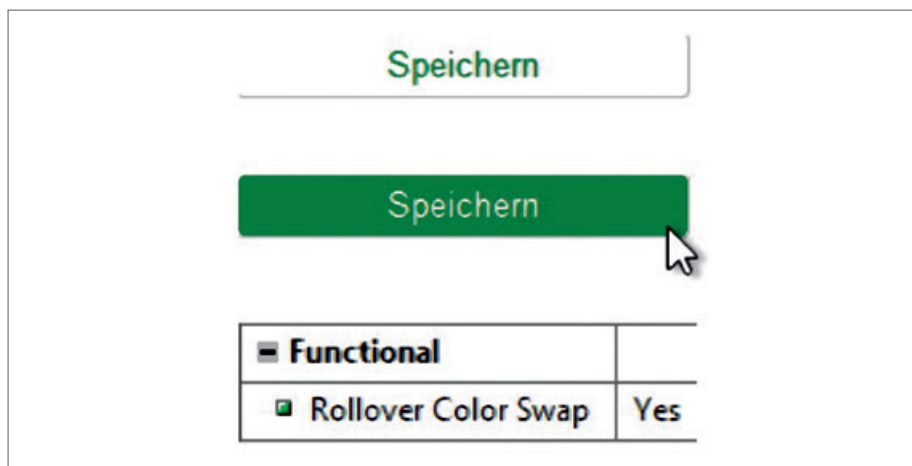 Speichern
Speichern
Functional
Rollover Color Swap Yes